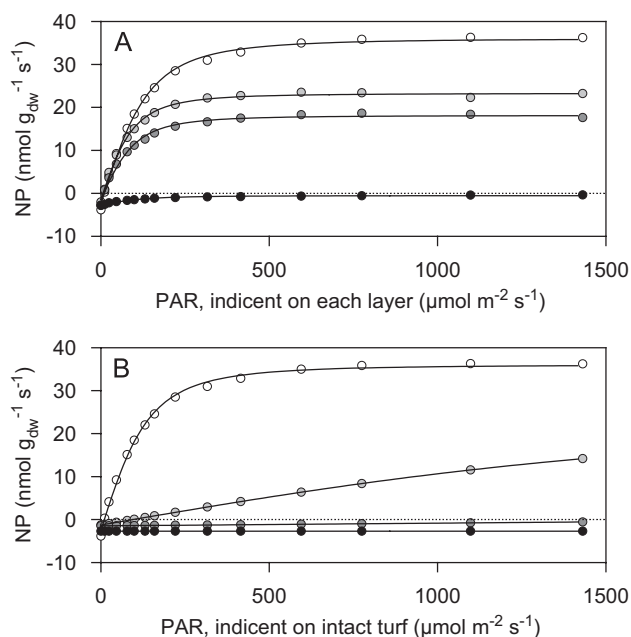 A
40
30
20
10
0
-10
NP (nmol g_dw^-1 s^-1)
0 500 1000 1500
PAR, indicent on each layer (µmol m^-2 s^-1)
B
40
30
20
10
0
-10
NP (nmol g_dw^-1 s^-1)
0 500 1000 1500
PAR, indicent on intact turf (µmol m^-2 s^-1)